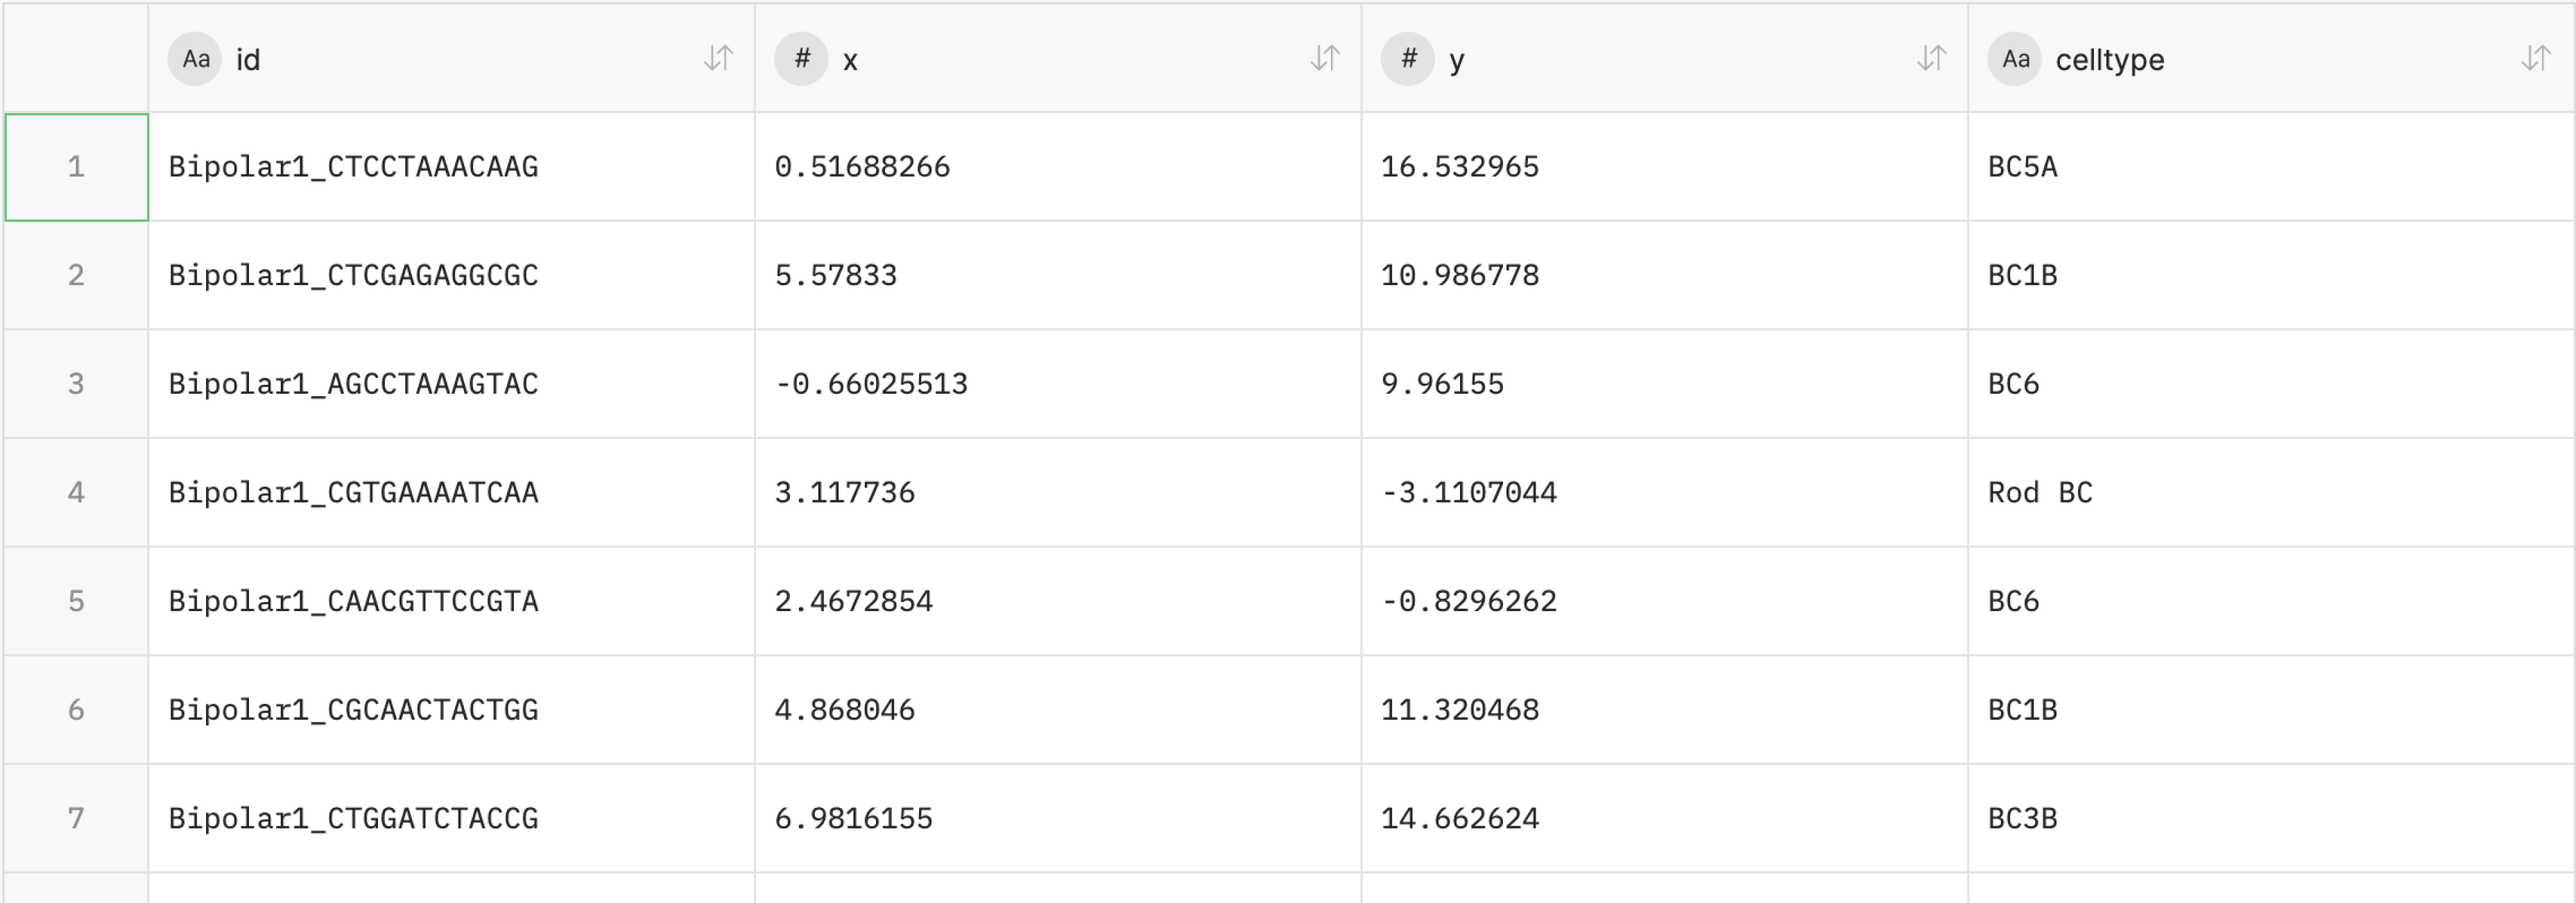 Aa id # x # y Aa celltype
1 Bipolar1_CTCCTAAACAAG 0.51688266 16.532965 BC5A
2 Bipolar1_CTCGAGAGGCGC 5.57833 10.986778 BC1B
3 Bipolar1_AGCCTAAAGTAC -0.66025513 9.96155 BC6
4 Bipolar1_CGTGAAAATCAA 3.117736 -3.1107044 Rod BC
5 Bipolar1_CAACGTTCCGTA 2.4672854 -0.8296262 BC6
6 Bipolar1_CGCAACTACTGG 4.868046 11.320468 BC1B
7 Bipolar1_CTGGATCTACCG 6.9816155 14.662624 BC3B